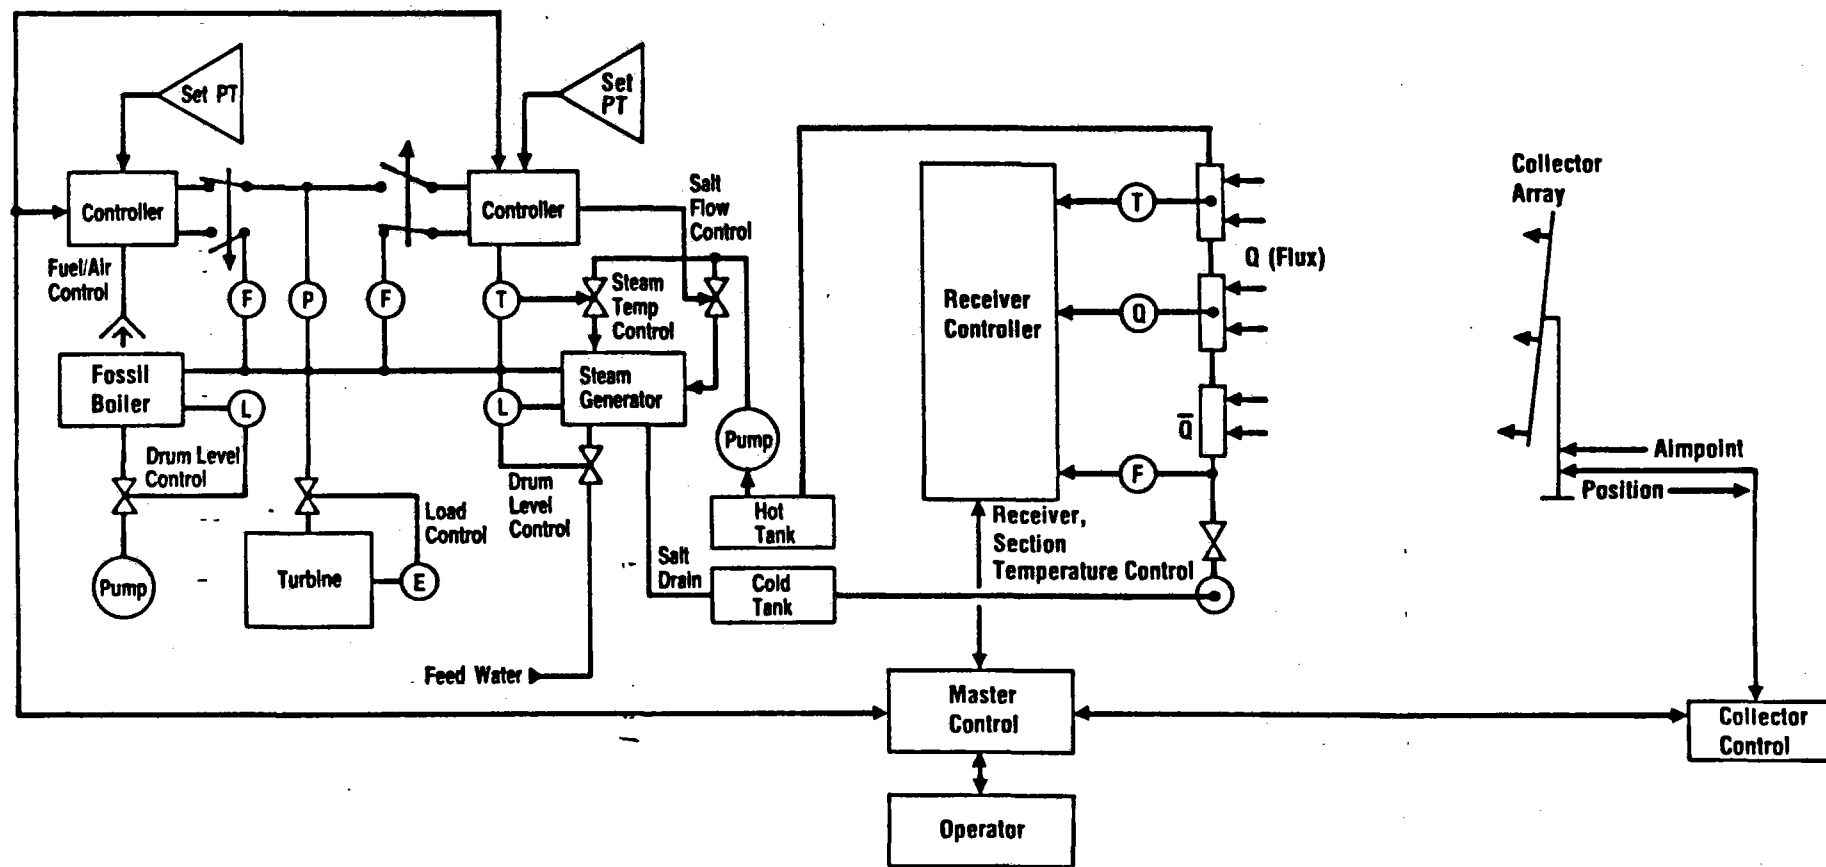 Set PT
Set
PT
Controller
Controller
Salt
Flow
Control
Fuel/Air
Control
F
P
F
T
Steam
Temp
Control
Fossil
Boiler
L
L
Steam
Generator
Pump
Drum Level
Control
Drum
Level
Control
Load
Control
Pump
Turbine
E
Hot
Tank
Salt
Drain
Cold
Tank
Feed Water
Receiver
Controller
T
Q
F
Q (Flux)
Q̅
Receiver,
Section
Temperature Control
Collector
Array
Aimpoint
Position
Master
Control
Collector
Control
Operator